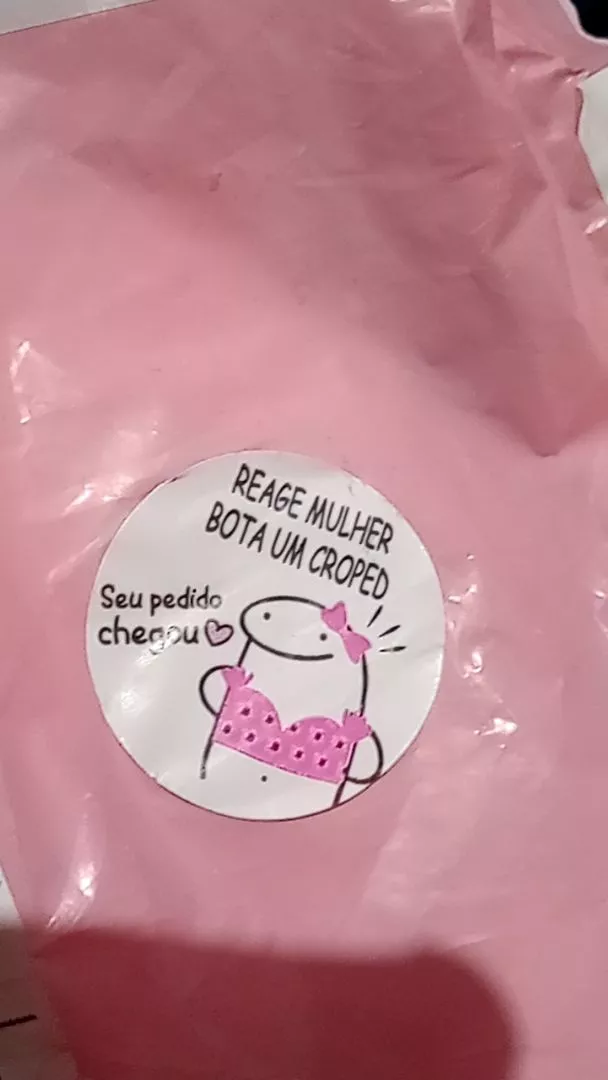 REAGE MULHER
BOTA UM CROPED
Seu pedido
chegou